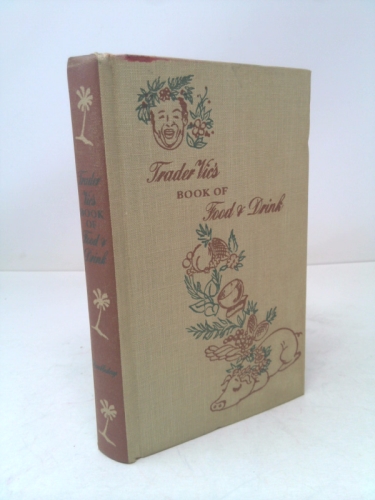 Trader Vic's
BOOK OF
Food & Drink
Trader
Vic's
BOOK
OF
Food &
Drink